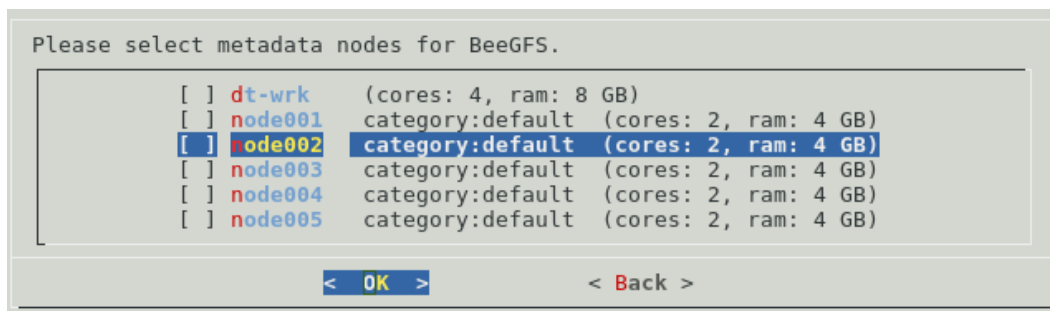 Please select metadata nodes for BeeGFS.
[ ] dt-wrk (cores: 4, ram: 8 GB)
[ ] node001 category:default (cores: 2, ram: 4 GB)
[ ] node002 category:default (cores: 2, ram: 4 GB)
[ ] node003 category:default (cores: 2, ram: 4 GB)
[ ] node004 category:default (cores: 2, ram: 4 GB)
[ ] node005 category:default (cores: 2, ram: 4 GB)
< OK > < Back >